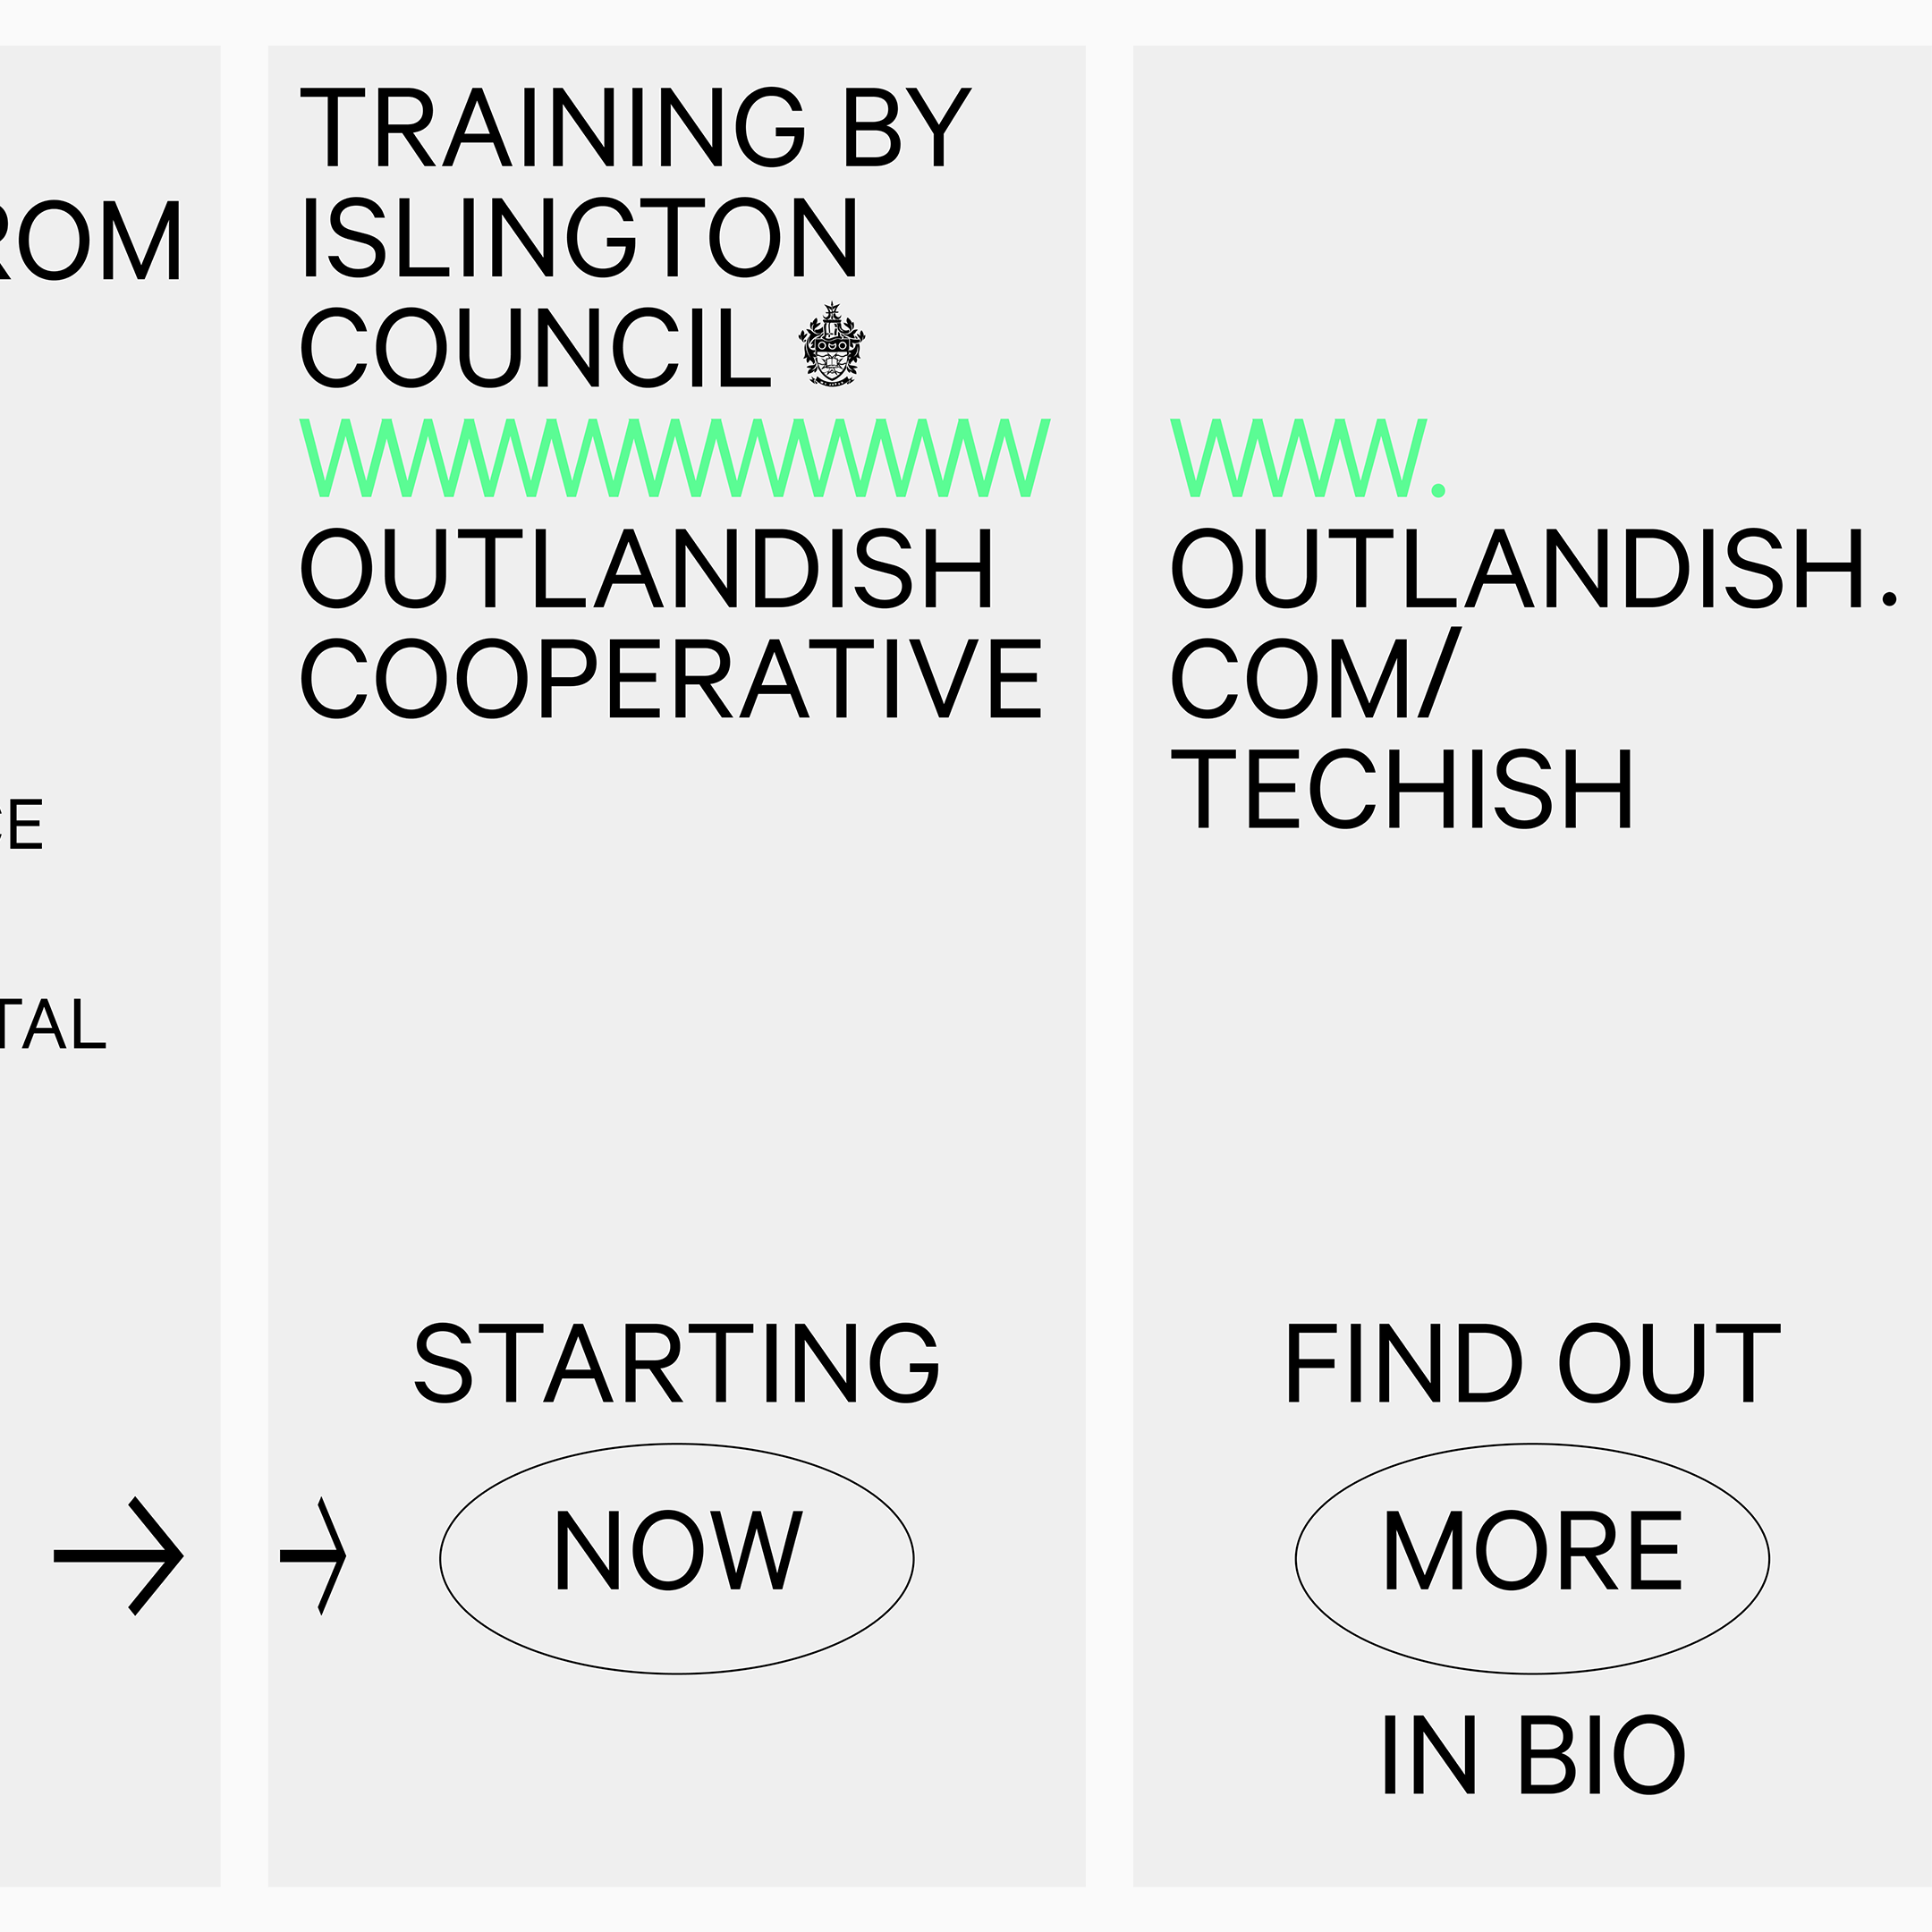 ROM
CE
TAL
TRAINING BY
ISLINGTON
COUNCIL
WWWWWWWWW
OUTLANDISH
COOPERATIVE
STARTING
NOW
WWW.
OUTLANDISH.
COM/
TECHISH
FIND OUT
MORE
IN BIO